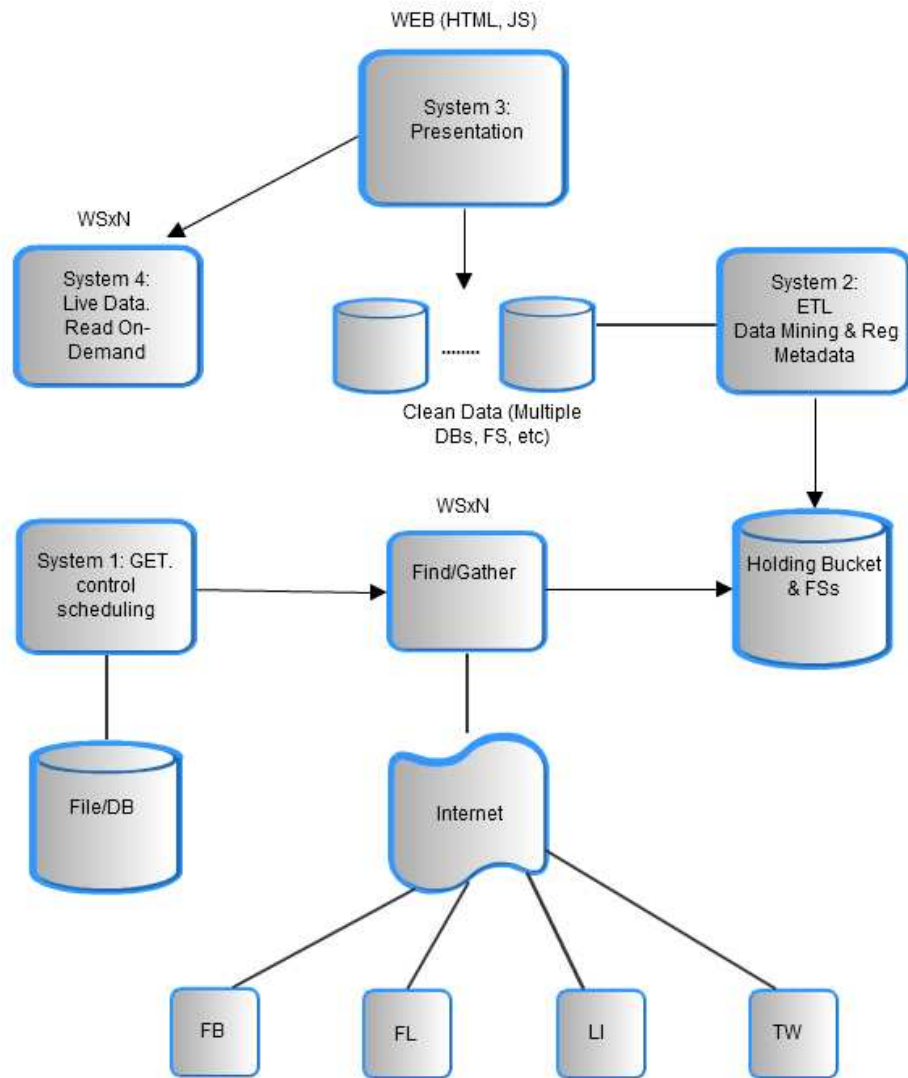 WEB (HTML, JS)
System 3:
Presentation
WSxN
System 4:
Live Data.
Read On-
Demand
System 2:
ETL
Data Mining & Reg
Metadata
........
Clean Data (Multiple
DBs, FS, etc)
WSxN
System 1: GET.
control
scheduling
Find/Gather
Holding Bucket
& FSs
File/DB
Internet
FB
FL
LI
TW